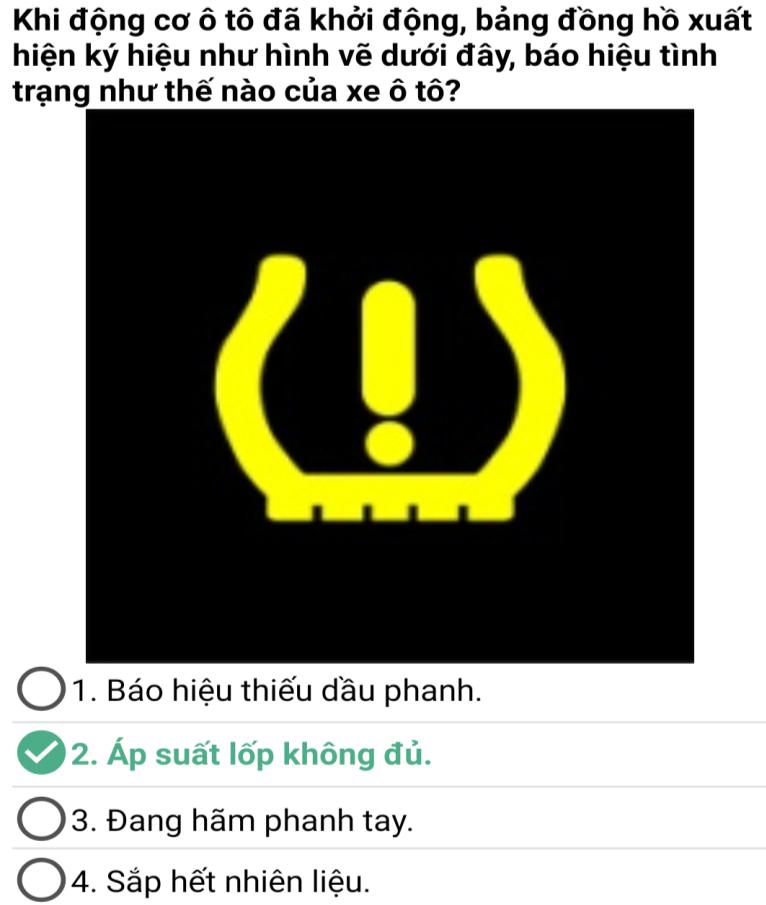 Khi động cơ ô tô đã khởi động, bảng đồng hồ xuất
hiện ký hiệu như hình vẽ dưới đây, báo hiệu tình
trạng như thế nào của xe ô tô?
!
1. Báo hiệu thiếu dầu phanh.
2. Áp suất lốp không đủ.
3. Đang hãm phanh tay.
4. Sắp hết nhiên liệu.